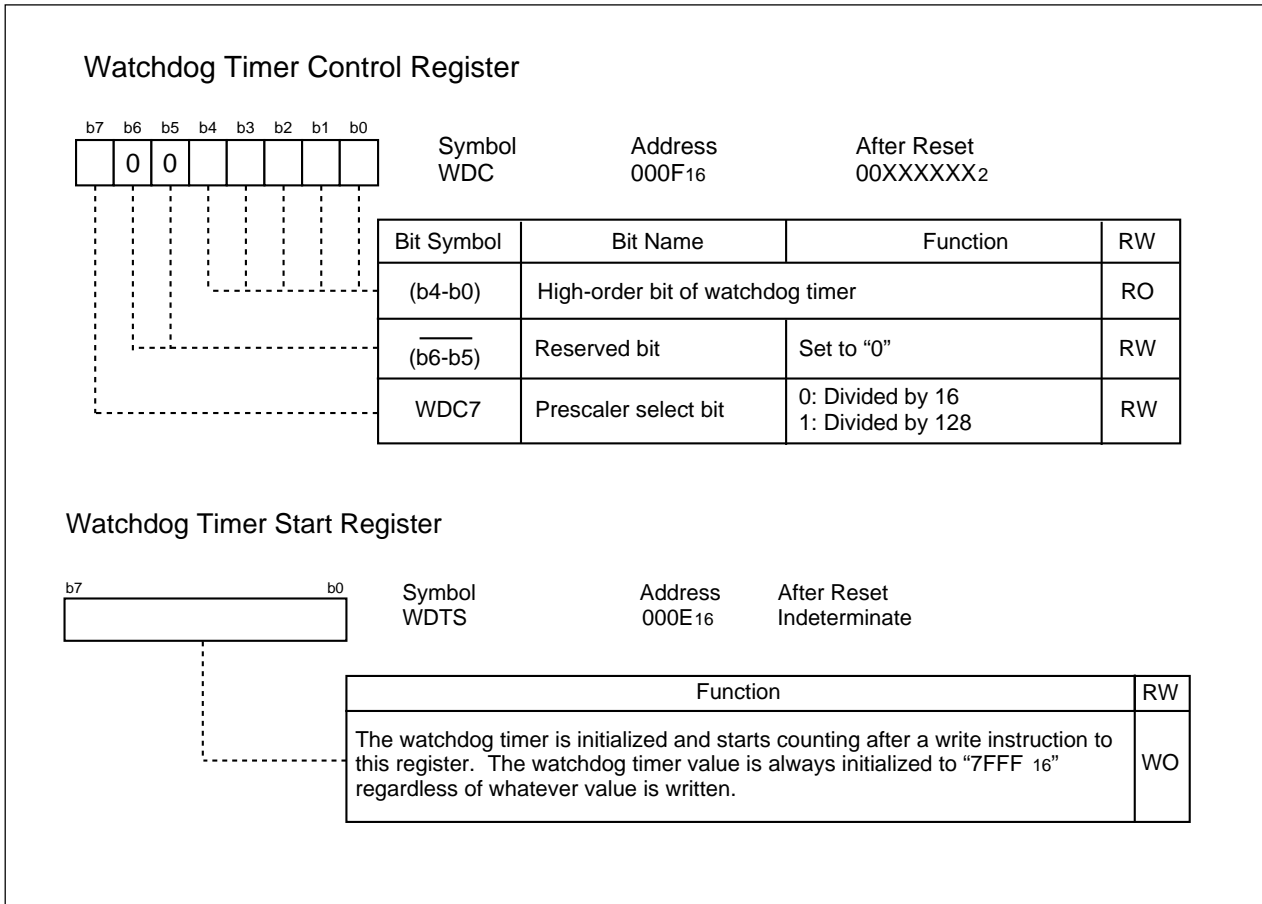 Watchdog Timer Control Register
b7 b6 b5 b4 b3 b2 b1 b0
0 0
Symbol Address After Reset
WDC 000F16 00XXXXXX2
Bit Symbol Bit Name Function RW
(b4-b0) High-order bit of watchdog timer RO
(b6-b5) Reserved bit Set to “0” RW
WDC7 Prescaler select bit 0: Divided by 16
1: Divided by 128 RW
Watchdog Timer Start Register
b7 b0
Symbol Address After Reset
WDTS 000E16 Indeterminate
Function RW
The watchdog timer is initialized and starts counting after a write instruction to
this register. The watchdog timer value is always initialized to “7FFF 16” WO
regardless of whatever value is written.